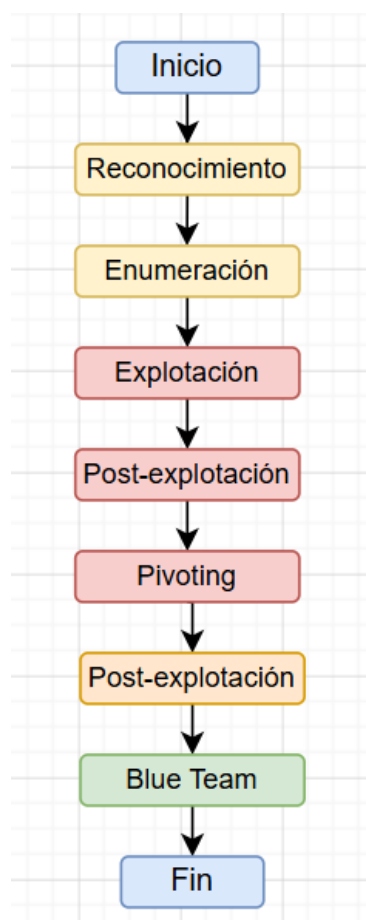 Inicio
Reconocimiento
Enumeración
Explotación
Post-explotación
Pivoting
Post-explotación
Blue Team
Fin